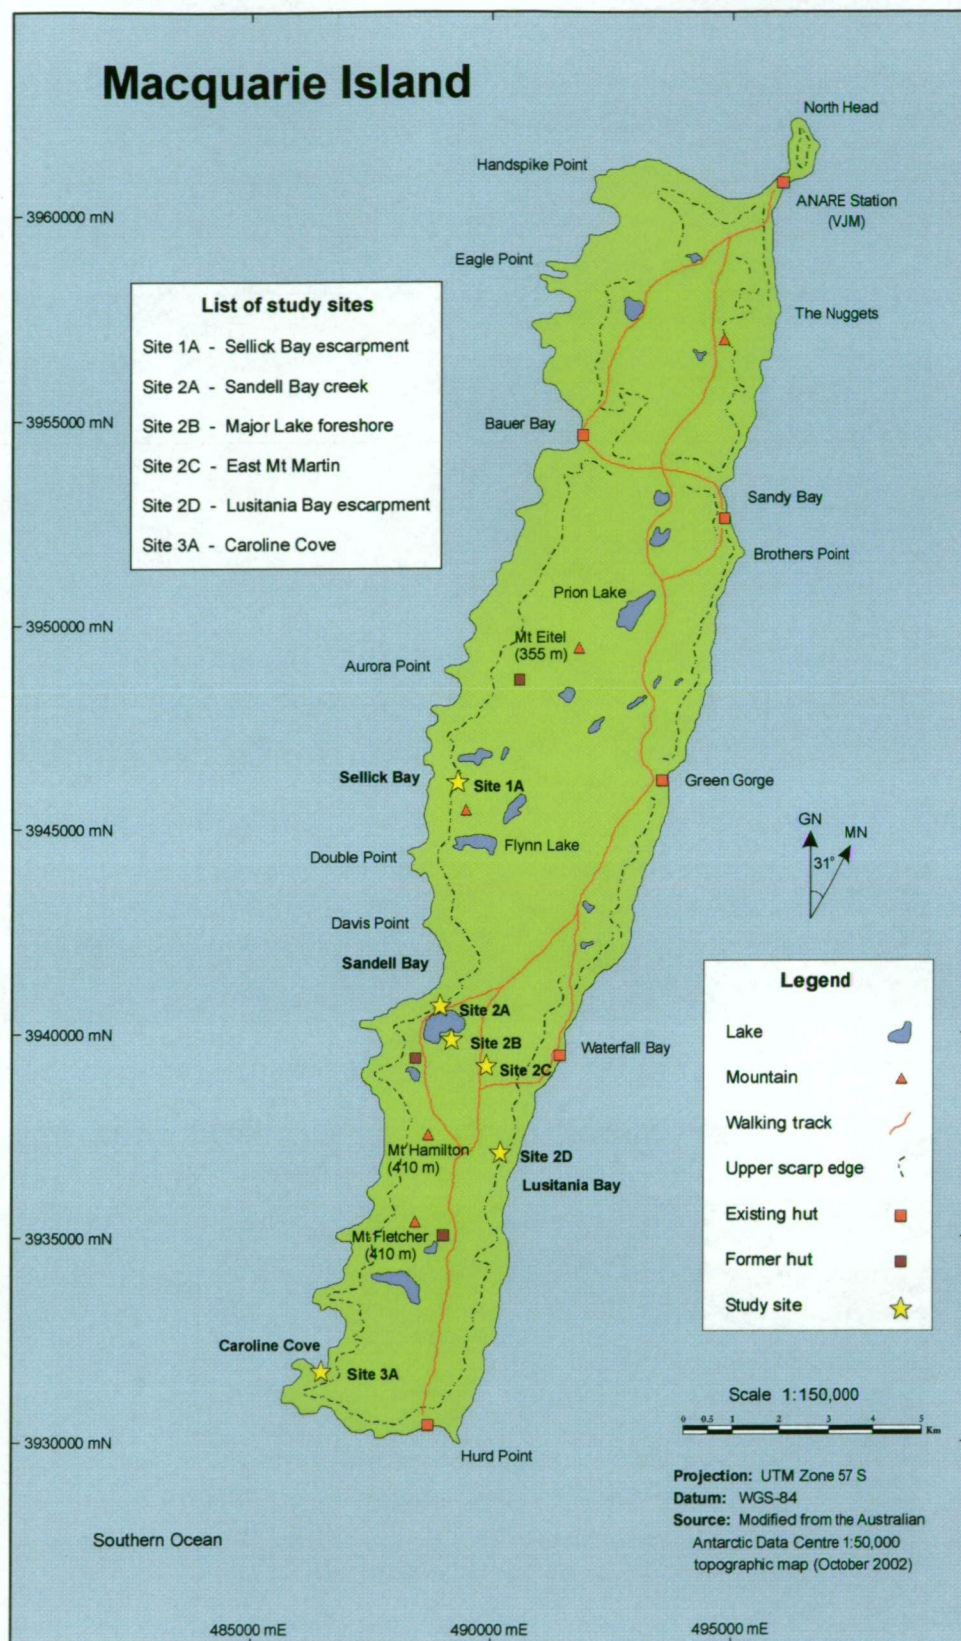 Macquarie Island
North Head
Handspike Point
ANARE Station
(VJM)
3960000 mN
Eagle Point
List of study sites
Site 1A - Sellick Bay escarpment
Site 2A - Sandell Bay creek
Site 2B - Major Lake foreshore
Site 2C - East Mt Martin
Site 2D - Lusitania Bay escarpment
Site 3A - Caroline Cove
The Nuggets
3955000 mN
Bauer Bay
Sandy Bay
Brothers Point
Prion Lake
3950000 mN
Mt Eitel
(355 m)
Aurora Point
Sellick Bay
Site 1A
Green Gorge
3945000 mN
Flynn Lake
Double Point
GN
MN
31°
Davis Point
Sandell Bay
Site 2A
3940000 mN
Site 2B
Waterfall Bay
Site 2C
Mt Hamilton
(410 m)
Site 2D
Lusitania Bay
3935000 mN
Mt Fletcher
(410 m)
Caroline Cove
Site 3A
3930000 mN
Hurd Point
Legend
Lake
Mountain
Walking track
Upper scarp edge
Existing hut
Former hut
Study site
Scale 1:150,000
0 0.5 1 2 3 4 5
Km
Projection: UTM Zone 57 S
Datum: WGS-84
Source: Modified from the Australian
Antarctic Data Centre 1:50,000
topographic map (October 2002)
Southern Ocean
485000 mE
490000 mE
495000 mE